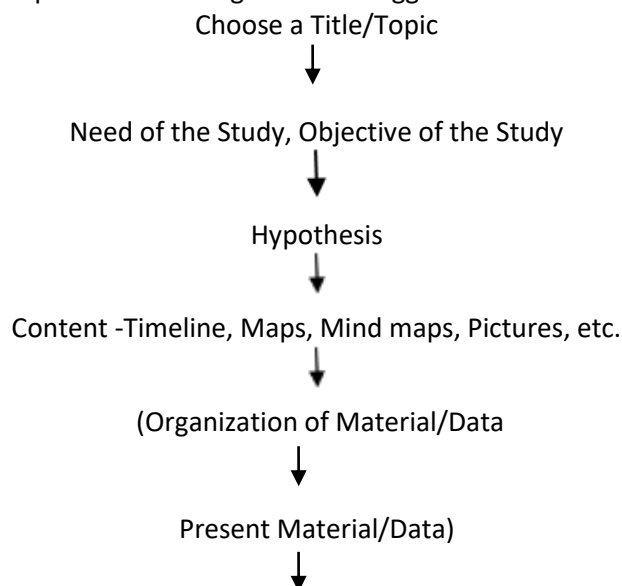 Choose a Title/Topic
Need of the Study, Objective of the Study
Hypothesis
Content -Timeline, Maps, Mind maps, Pictures, etc.
(Organization of Material/Data
Present Material/Data)